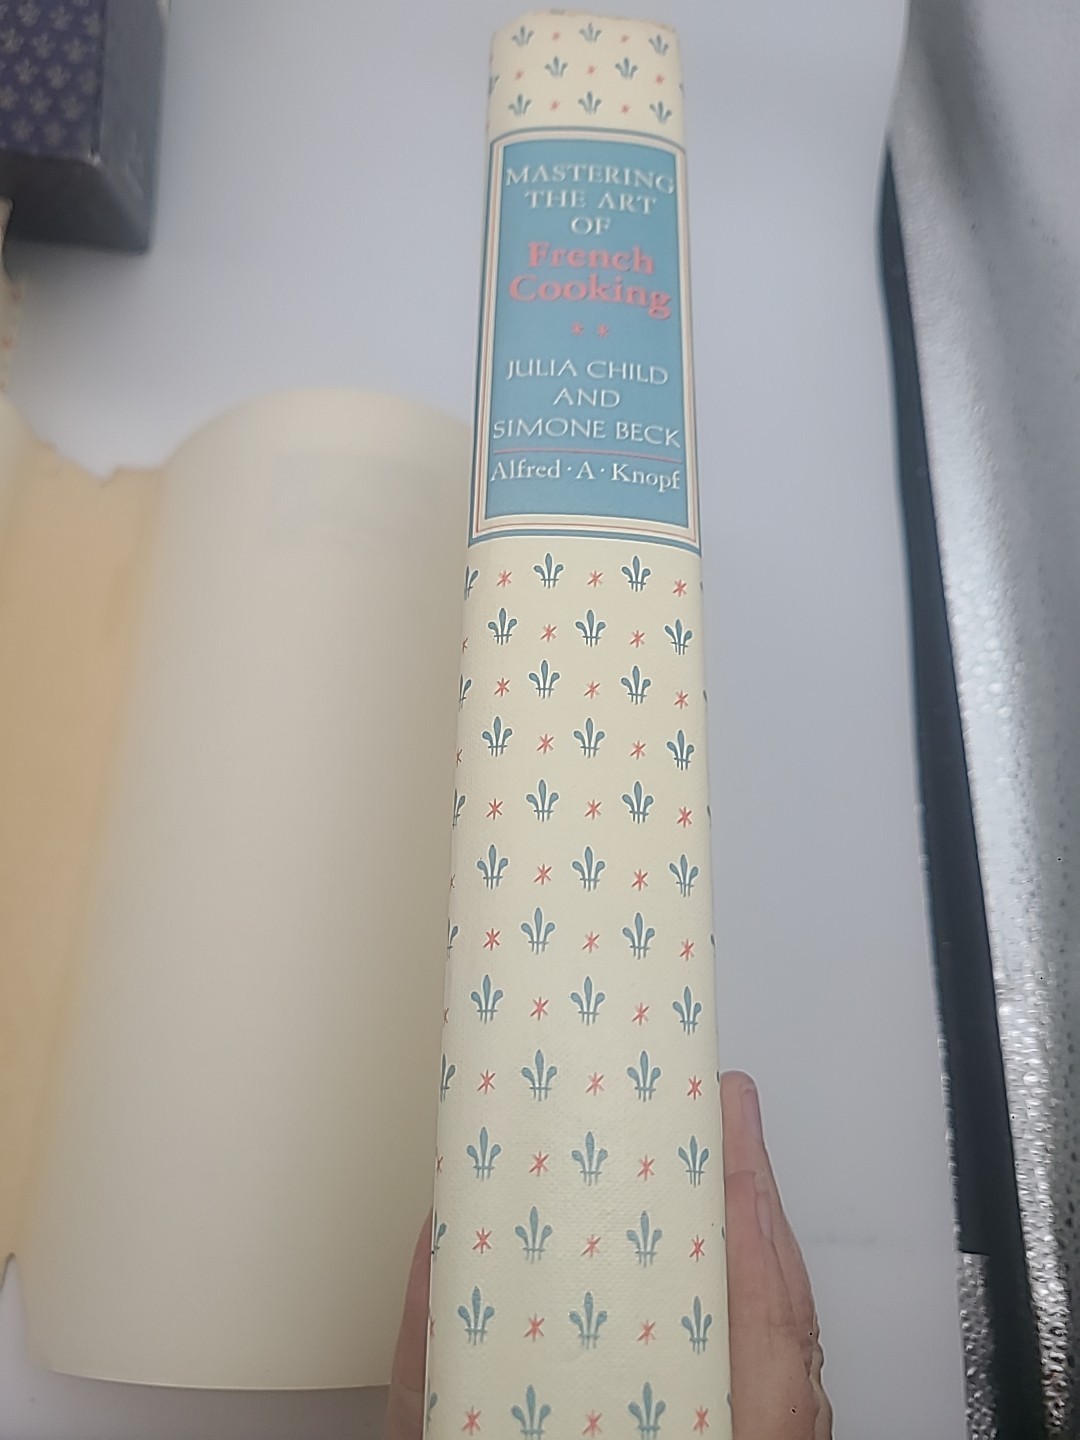 MASTERING
THE ART
OF
French
Cooking
* *
JULIA CHILD
AND
SIMONE BECK
Alfred · A · Knopf